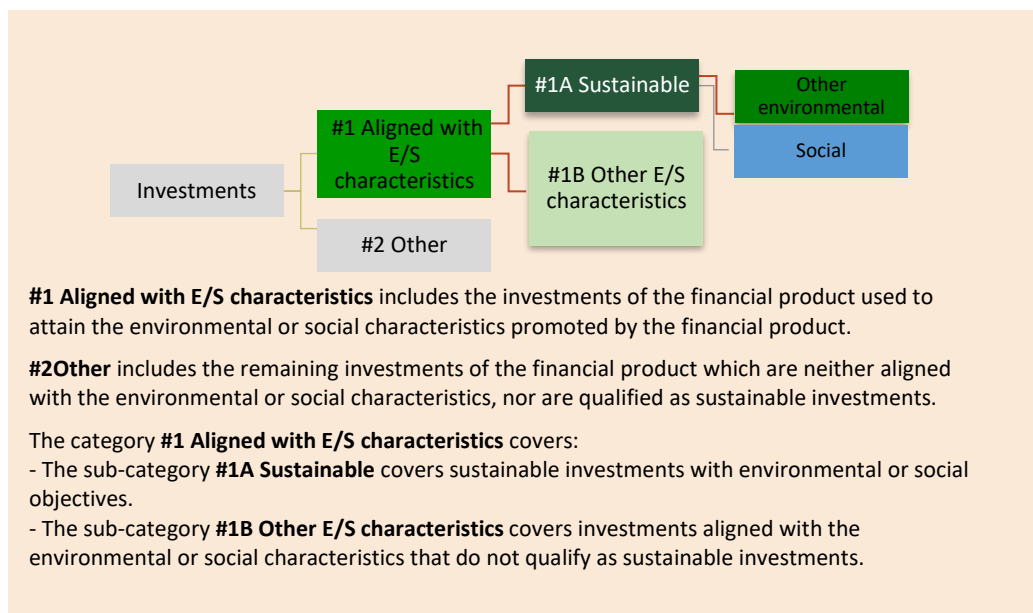 #1A Sustainable
Other
environmental
Social
#1 Aligned with
E/S
characteristics
#1B Other E/S
characteristics
Investments
#2 Other
#1 Aligned with E/S characteristics includes the investments of the financial product used to
attain the environmental or social characteristics promoted by the financial product.
#2Other includes the remaining investments of the financial product which are neither aligned
with the environmental or social characteristics, nor are qualified as sustainable investments.
The category #1 Aligned with E/S characteristics covers:
- The sub-category #1A Sustainable covers sustainable investments with environmental or social
objectives.
- The sub-category #1B Other E/S characteristics covers investments aligned with the
environmental or social characteristics that do not qualify as sustainable investments.